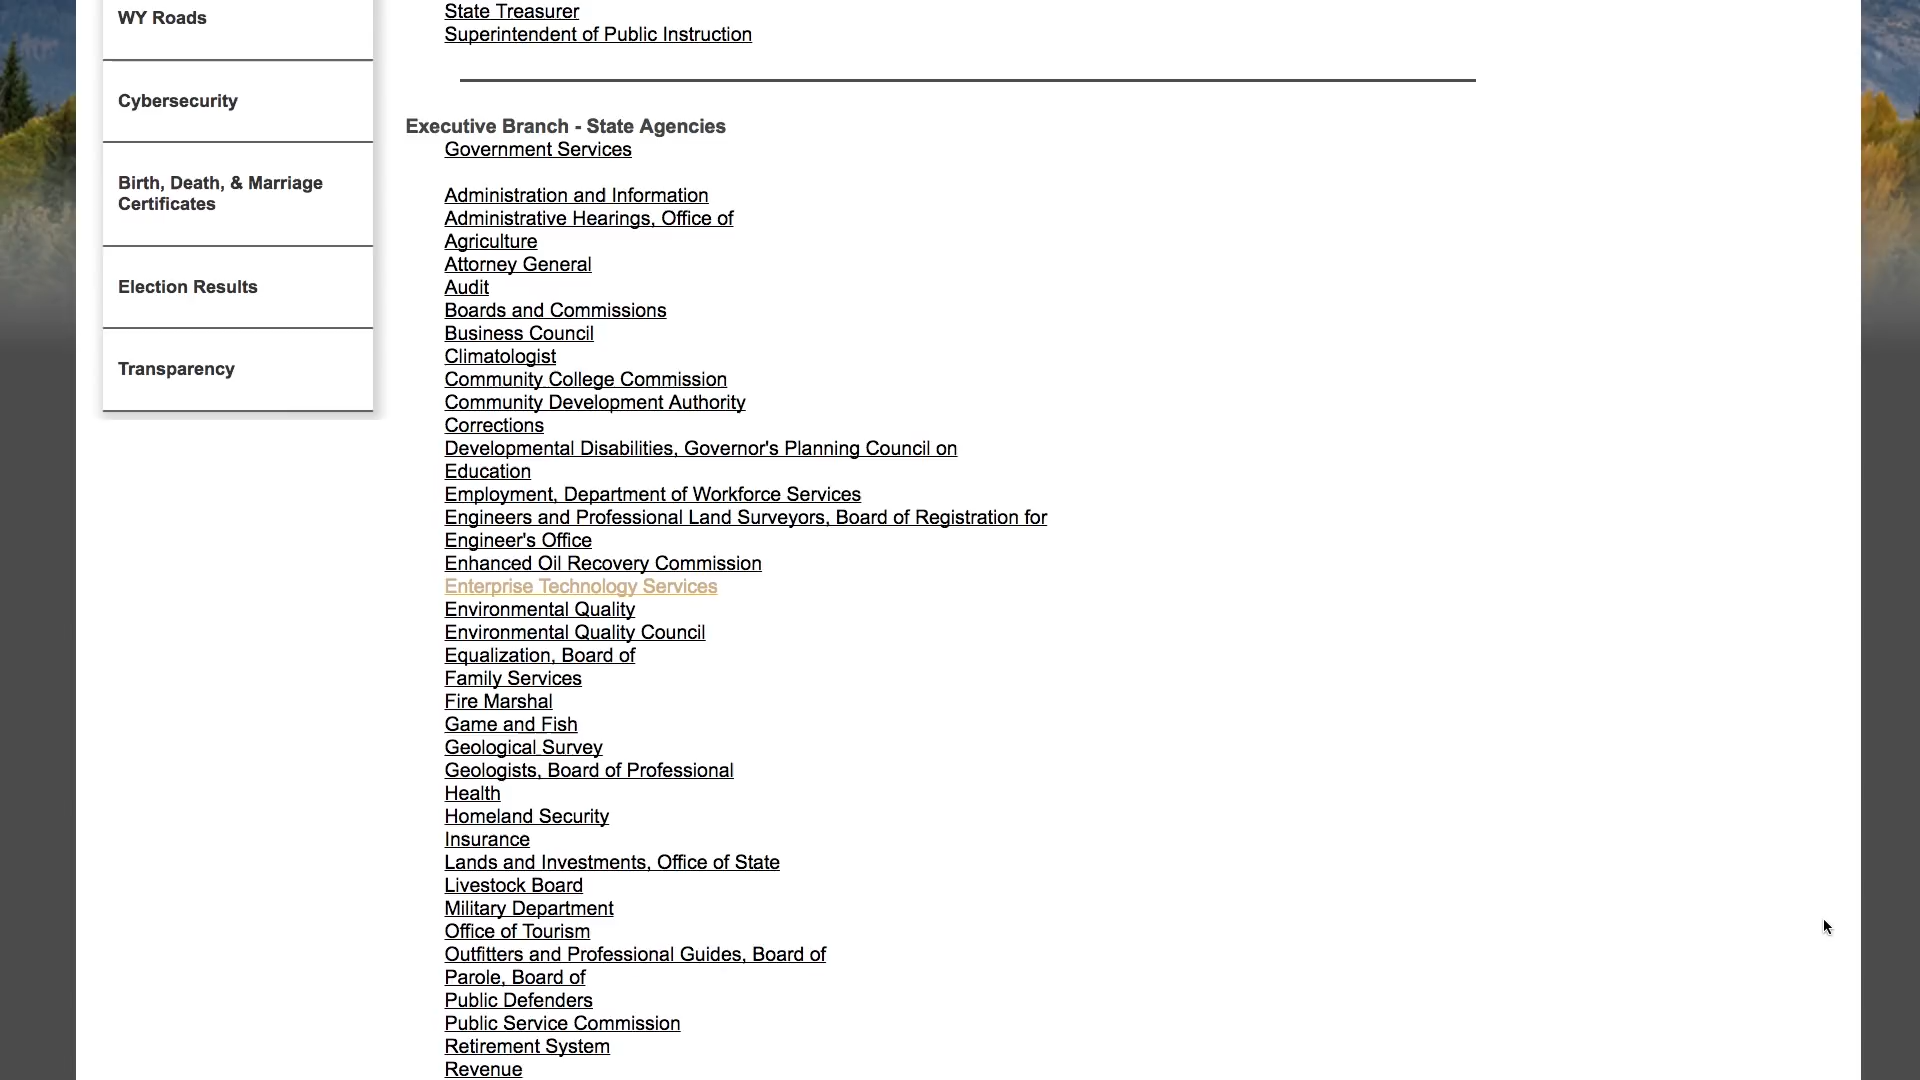 WY Roads
Cybersecurity
Birth, Death, & Marriage
Certificates
Election Results
Transparency
State Treasurer
Superintendent of Public Instruction
Executive Branch - State Agencies
Government Services
Administration and Information
Administrative Hearings, Office of
Agriculture
Attorney General
Audit
Boards and Commissions
Business Council
Climatologist
Community College Commission
Community Development Authority
Corrections
Developmental Disabilities, Governor's Planning Council on
Education
Employment, Department of Workforce Services
Engineers and Professional Land Surveyors, Board of Registration for
Engineer's Office
Enhanced Oil Recovery Commission
Enterprise Technology Services
Environmental Quality
Environmental Quality Council
Equalization, Board of
Family Services
Fire Marshal
Game and Fish
Geological Survey
Geologists, Board of Professional
Health
Homeland Security
Insurance
Lands and Investments, Office of State
Livestock Board
Military Department
Office of Tourism
Outfitters and Professional Guides, Board of
Parole, Board of
Public Defenders
Public Service Commission
Retirement System
Revenue